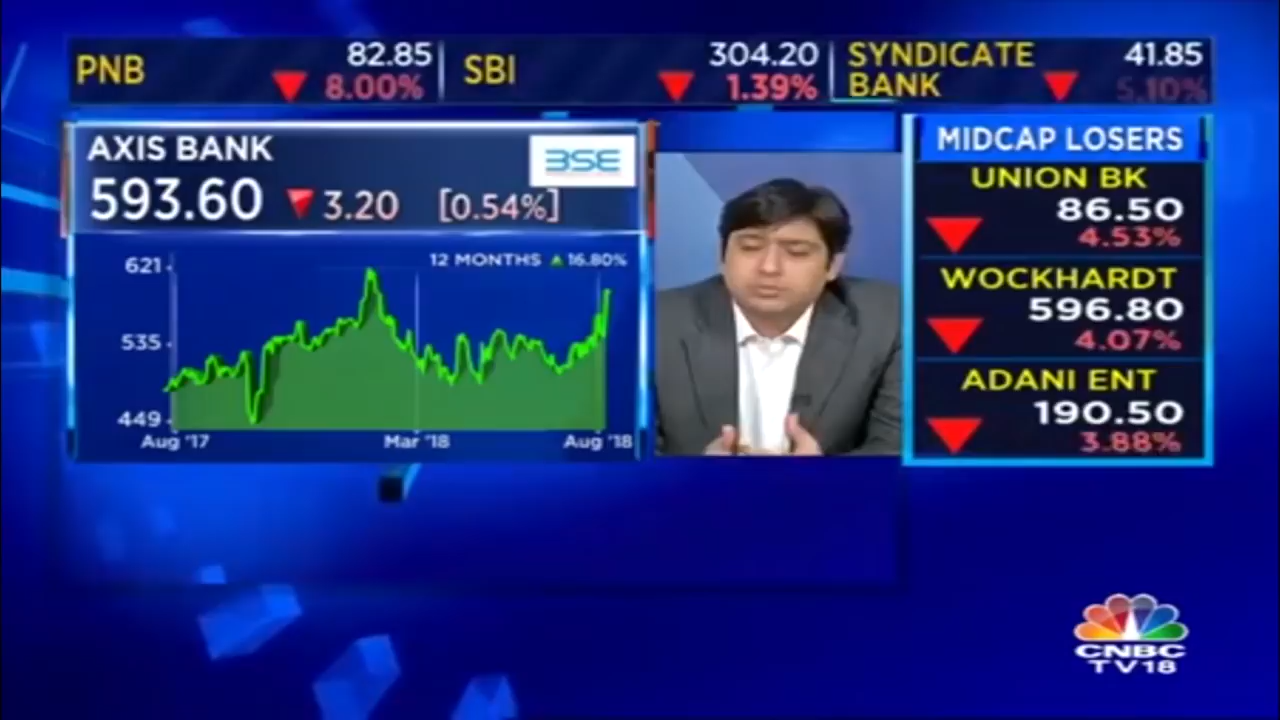 PNB 82.85
8.00%
SBI 304.20
1.39%
SYNDICATE BANK 41.85
5.10%
AXIS BANK
BSE
593.60 3.20 [0.54%]
12 MONTHS 16.80%
621
535
449
Aug '17 Mar '18 Aug '18
MIDCAP LOSERS
UNION BK
86.50
4.53%
WOCKHARDT
596.80
4.07%
ADANI ENT
190.50
3.88%
CNBC
TV18